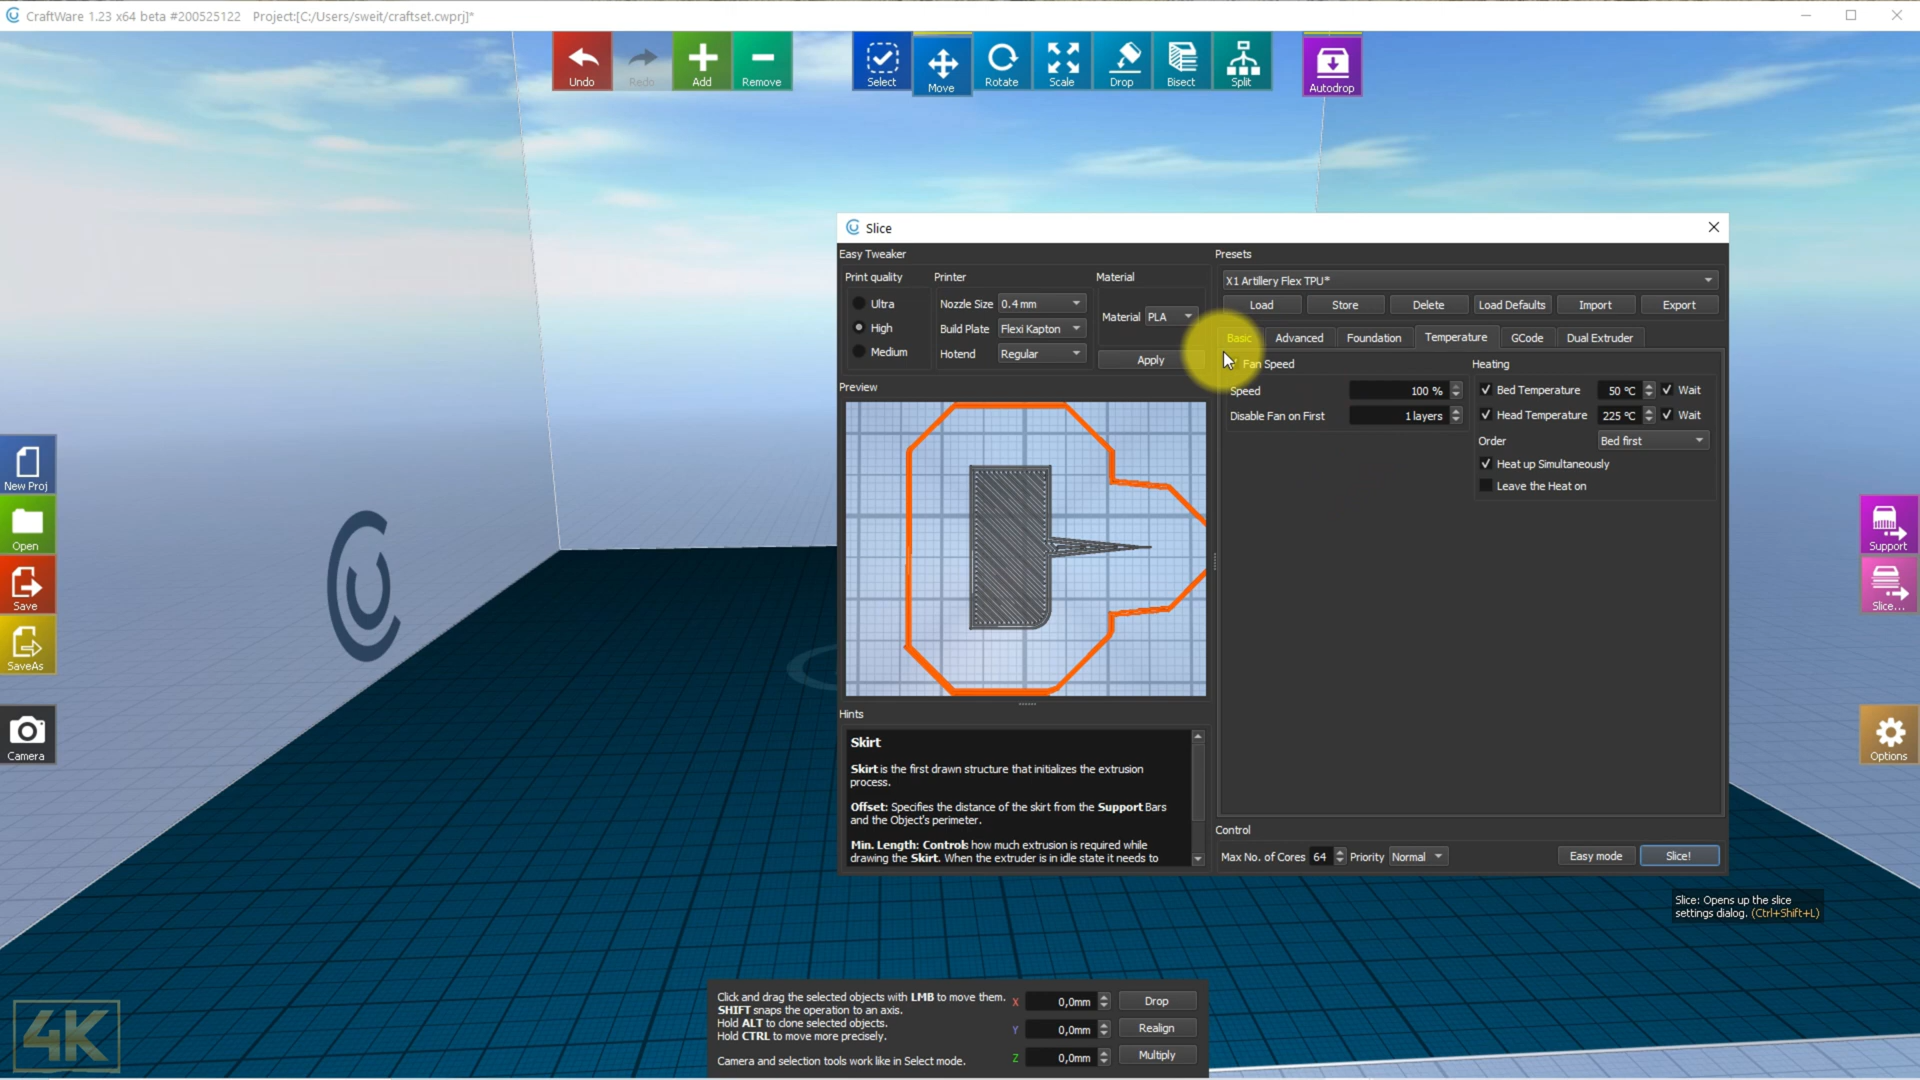 CraftWare 1.23 x64 beta #200525122 Project:[C:/Users/sweit/craftset.cwprj]*
Undo
Redo
Add
Remove
Select
Move
Rotate
Scale
Drop
Bisect
Split
Autodrop
New Proj
Open
Save
SaveAs
Camera
Slice
Easy Tweaker
Print quality
Ultra
High
Medium
Printer
Nozzle Size 0.4 mm
Build Plate Flexi Kapton
Hotend Regular
Material
Material PLA
Apply
Preview
Hints
Skirt
Skirt is the first drawn structure that initializes the extrusion
process.
Offset: Specifies the distance of the skirt from the Support Bars
and the Object's perimeter.
Min. Length: Controls how much extrusion is required while
drawing the Skirt. When the extruder is in idle state it needs to
Presets
X1 Artillery Flex TPU*
Load Store Delete Load Defaults Import Export
Basic Advanced Foundation Temperature GCode Dual Extruder
Fan Speed
Speed 100 %
Disable Fan on First 1 layers
Heating
Bed Temperature 50 °C Wait
Head Temperature 225 °C Wait
Order Bed first
Heat up Simultaneously
Leave the Heat on
Control
Max No. of Cores 64 Priority Normal Easy mode Slice!
Support
Slice...
Options
Slice: Opens up the slice
settings dialog. (Ctrl+Shift+L)
Click and drag the selected objects with LMB to move them.
SHIFT snaps the operation to an axis.
Hold ALT to clone selected objects.
Hold CTRL to move more precisely.
Camera and selection tools work like in Select mode.
X 0,0mm Drop
Y 0,0mm Realign
Z 0,0mm Multiply
4K